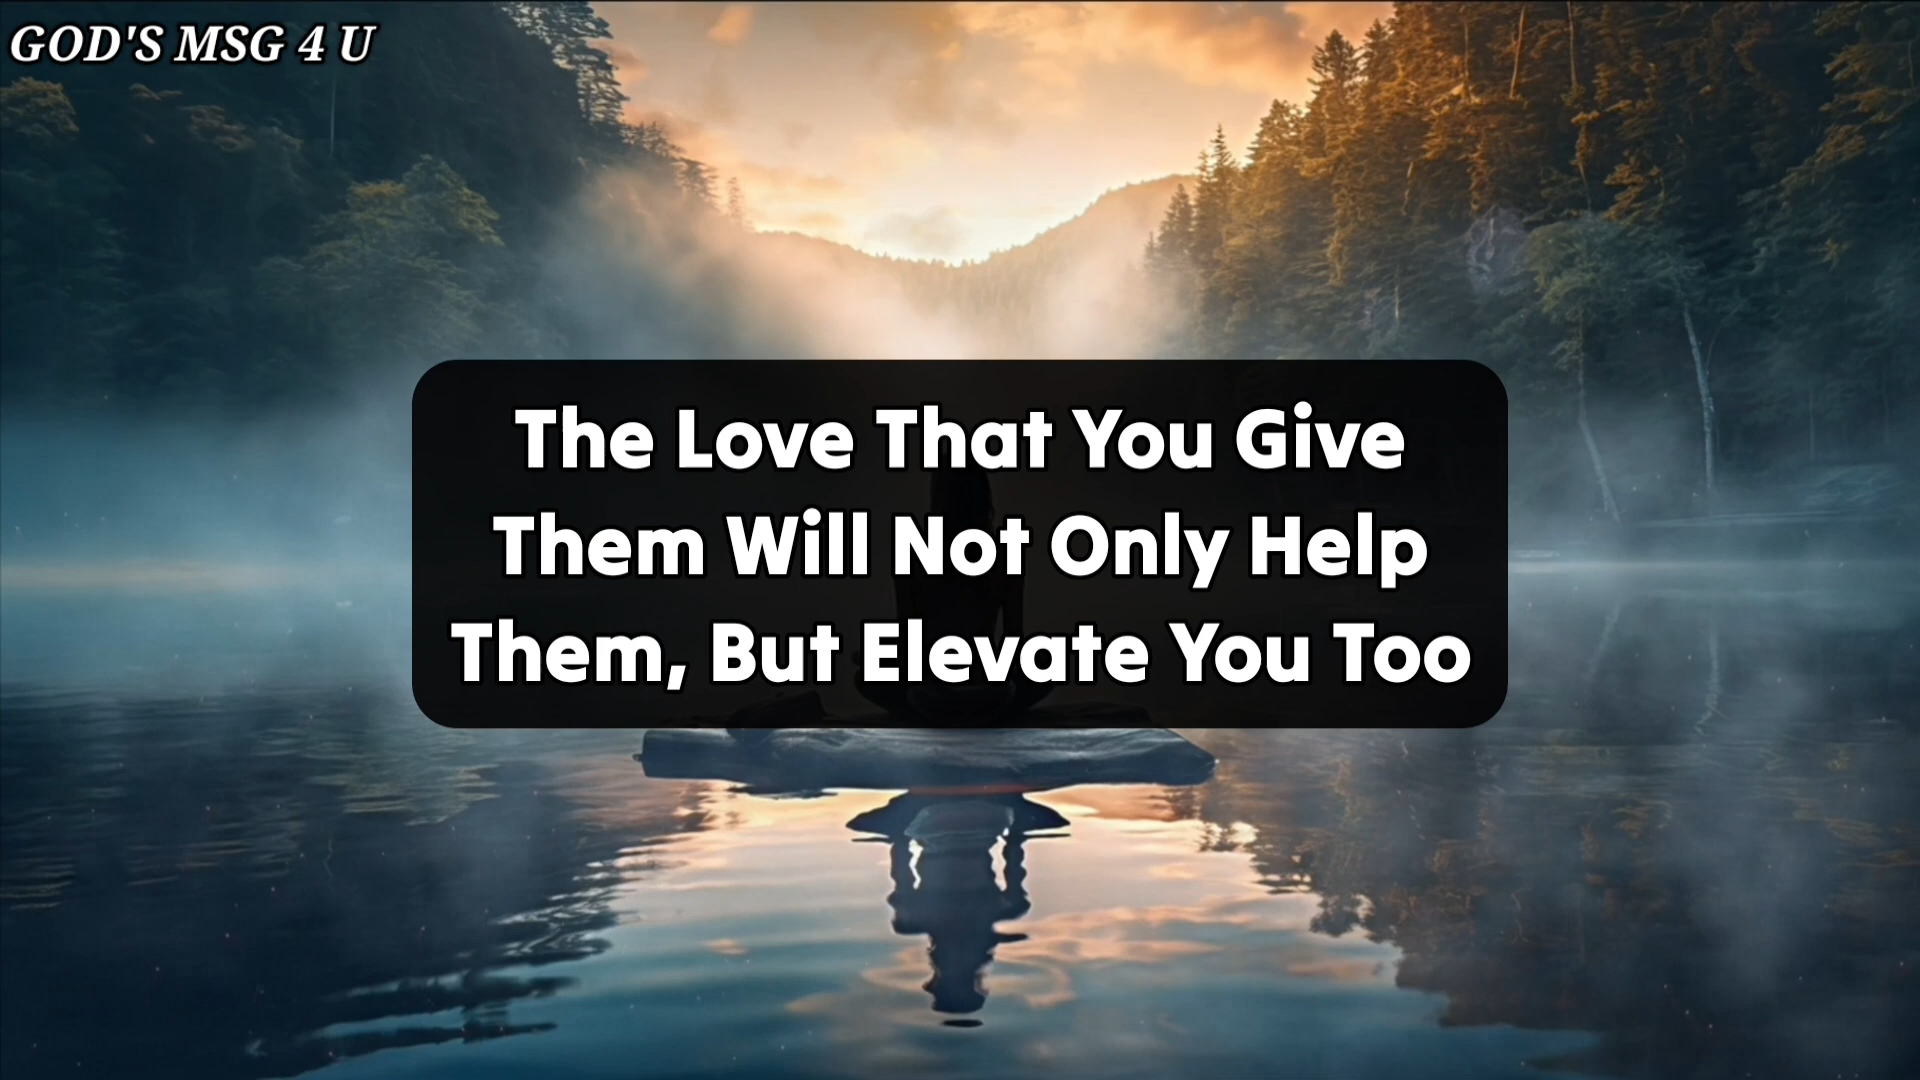 GOD'S MSG 4 U
The Love That You Give
Them Will Not Only Help
Them, But Elevate You Too